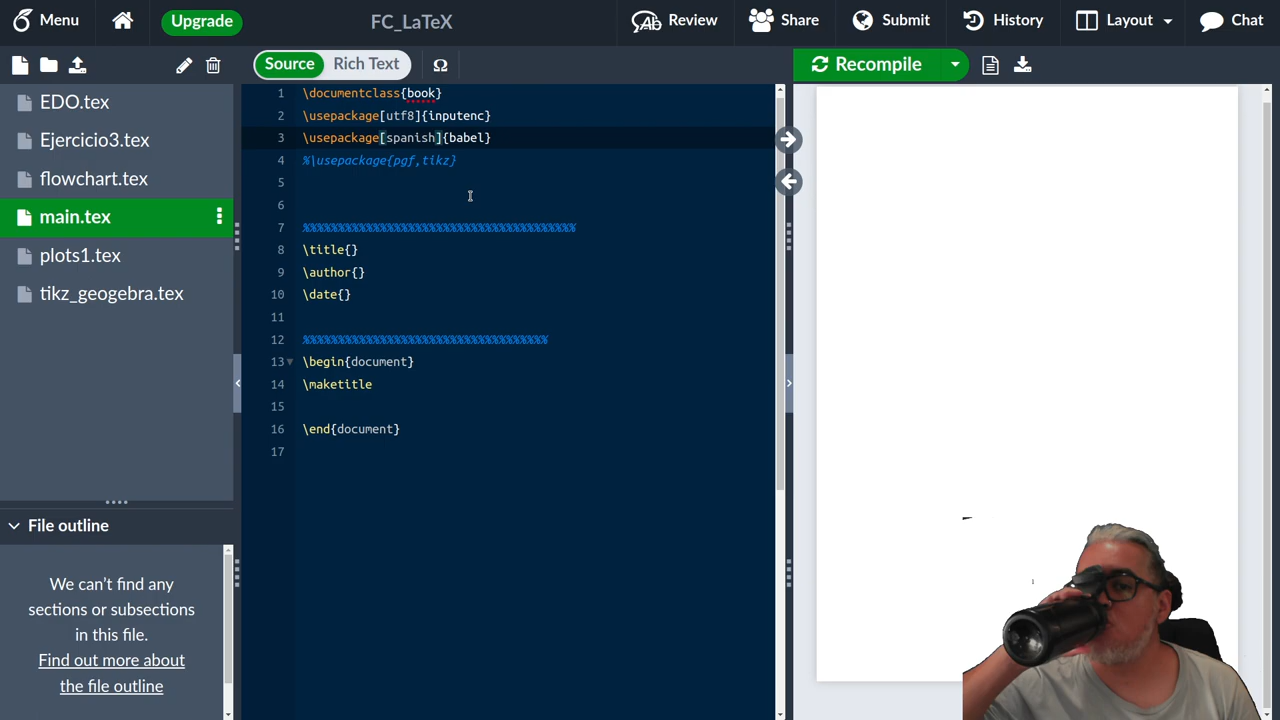 Menu
Upgrade
FC_LaTeX
Review
Share
Submit
History
Layout
Chat
Source
Rich Text
Ω
Recompile
EDO.tex
Ejercicio3.tex
flowchart.tex
main.tex
plots1.tex
tikz_geogebra.tex
1 \documentclass{book}
2 \usepackage[utf8]{inputenc}
3 \usepackage[spanish]{babel}
4 %\usepackage{pgf,tikz}
5
6
7 %%%%%%%%%%%%%%%%%%%%%%%%%%%%%%%%%%%%%%%
8 \title{}
9 \author{}
10 \date{}
11
12 %%%%%%%%%%%%%%%%%%%%%%%%%%%%%%%%%%%
13 \begin{document}
14 \maketitle
15
16 \end{document}
17
File outline
We can’t find any
sections or subsections
in this file.
Find out more about
the file outline